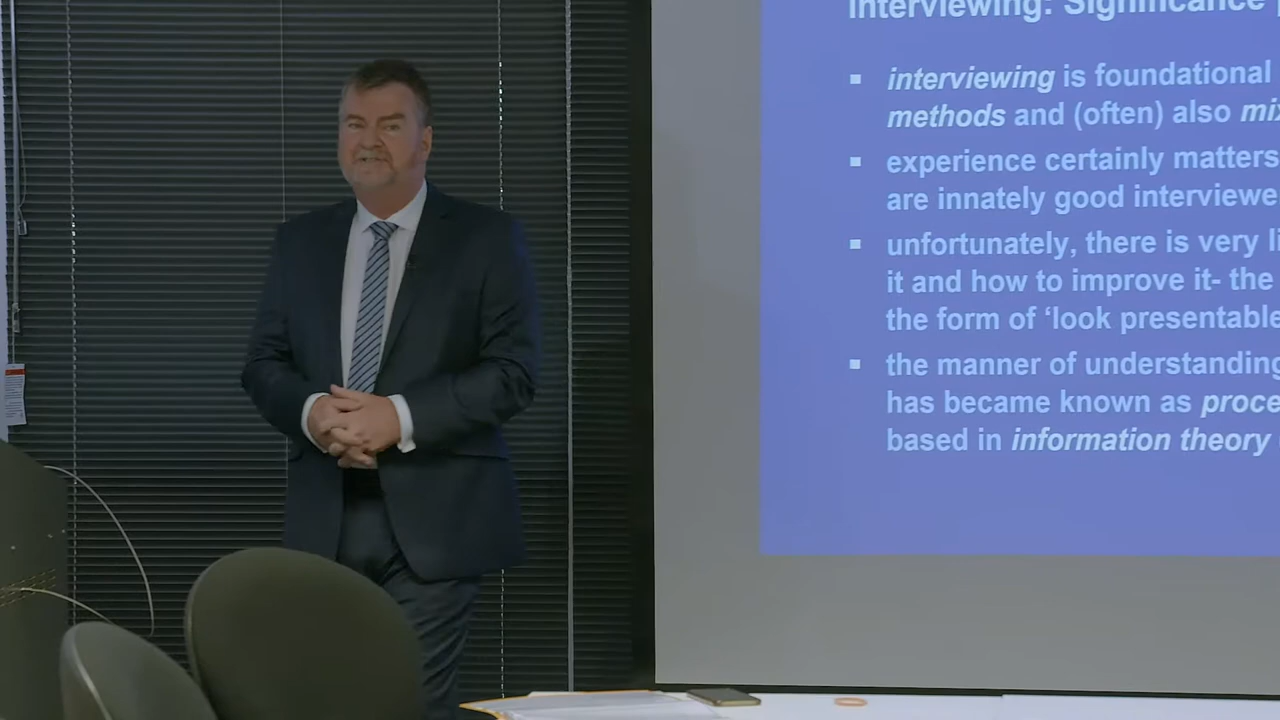 Interviewing: Significance
▪ interviewing is foundational
methods and (often) also
▪ experience certainly matters
are innately good
▪ unfortunately, there is very
it and how to improve it- the
the form of ‘look presentable
▪ the manner of understanding
has became known as
based in information theory